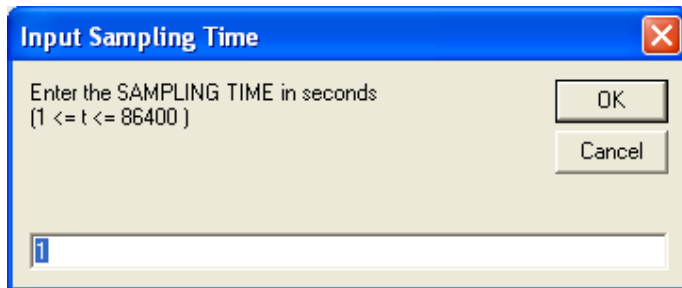 Input Sampling Time
Enter the SAMPLING TIME in seconds
(1 <= t <= 86400 )
OK
Cancel
1